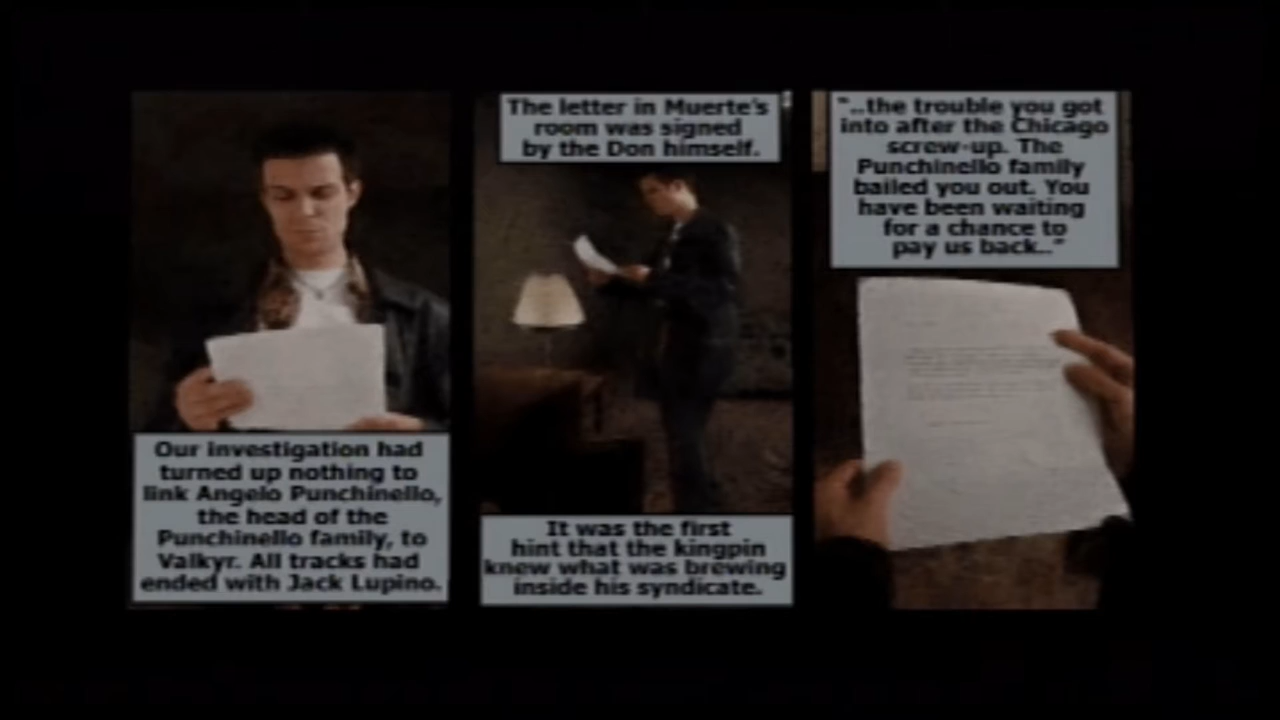 Our investigation had
turned up nothing to
link Angelo Punchinello,
the head of the
Punchinello family, to
Valkyr. All tracks had
ended with Jack Lupino.
The letter in Muerte's
room was signed
by the Don himself.
It was the first
hint that the kingpin
knew what was brewing
inside his syndicate.
"..the trouble you got
into after the Chicago
screw-up. The
Punchinello family
bailed you out. You
have been waiting
for a chance to
pay us back.."